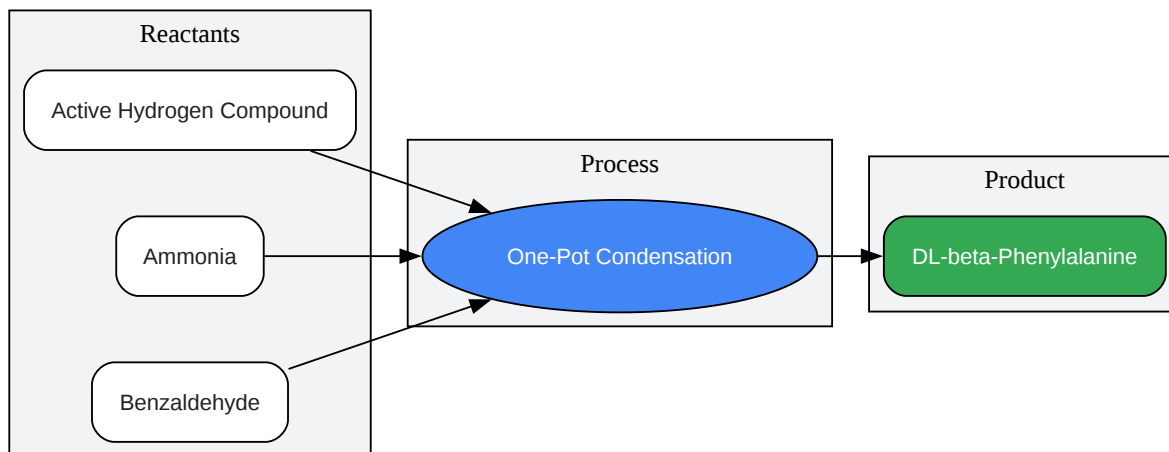 Reactants
Active Hydrogen Compound
Ammonia
Benzaldehyde
Process
One-Pot Condensation
Product
DL-beta-Phenylalanine